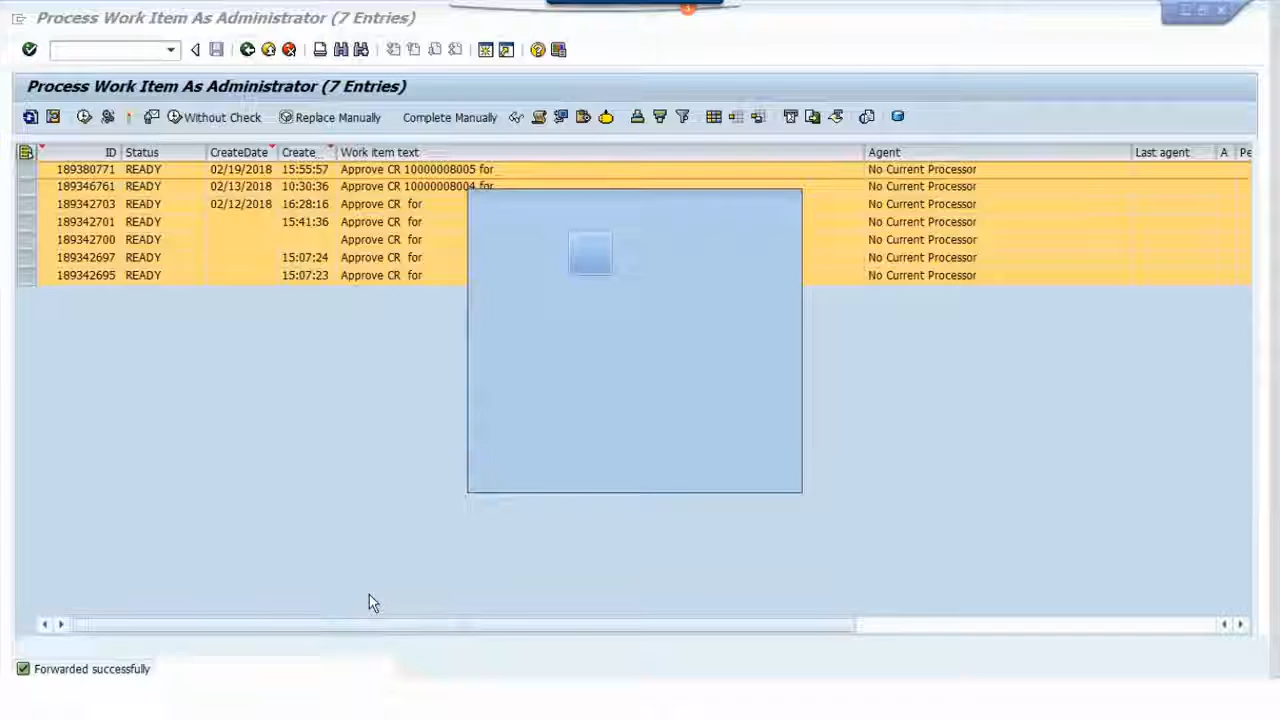 Process Work Item As Administrator (7 Entries)
Process Work Item As Administrator (7 Entries)
Without Check Replace Manually Complete Manually
ID Status CreateDate Create... Work item text Agent Last agent A Pe
189380771 READY 02/19/2018 15:55:57 Approve CR 10000008005 for No Current Processor
189346761 READY 02/13/2018 10:30:36 Approve CR 10000008004 for No Current Processor
189342703 READY 02/12/2018 16:28:16 Approve CR for No Current Processor
189342701 READY 15:41:36 Approve CR for No Current Processor
189342700 READY Approve CR for No Current Processor
189342697 READY 15:07:24 Approve CR for No Current Processor
189342695 READY 15:07:23 Approve CR for No Current Processor
Forwarded successfully